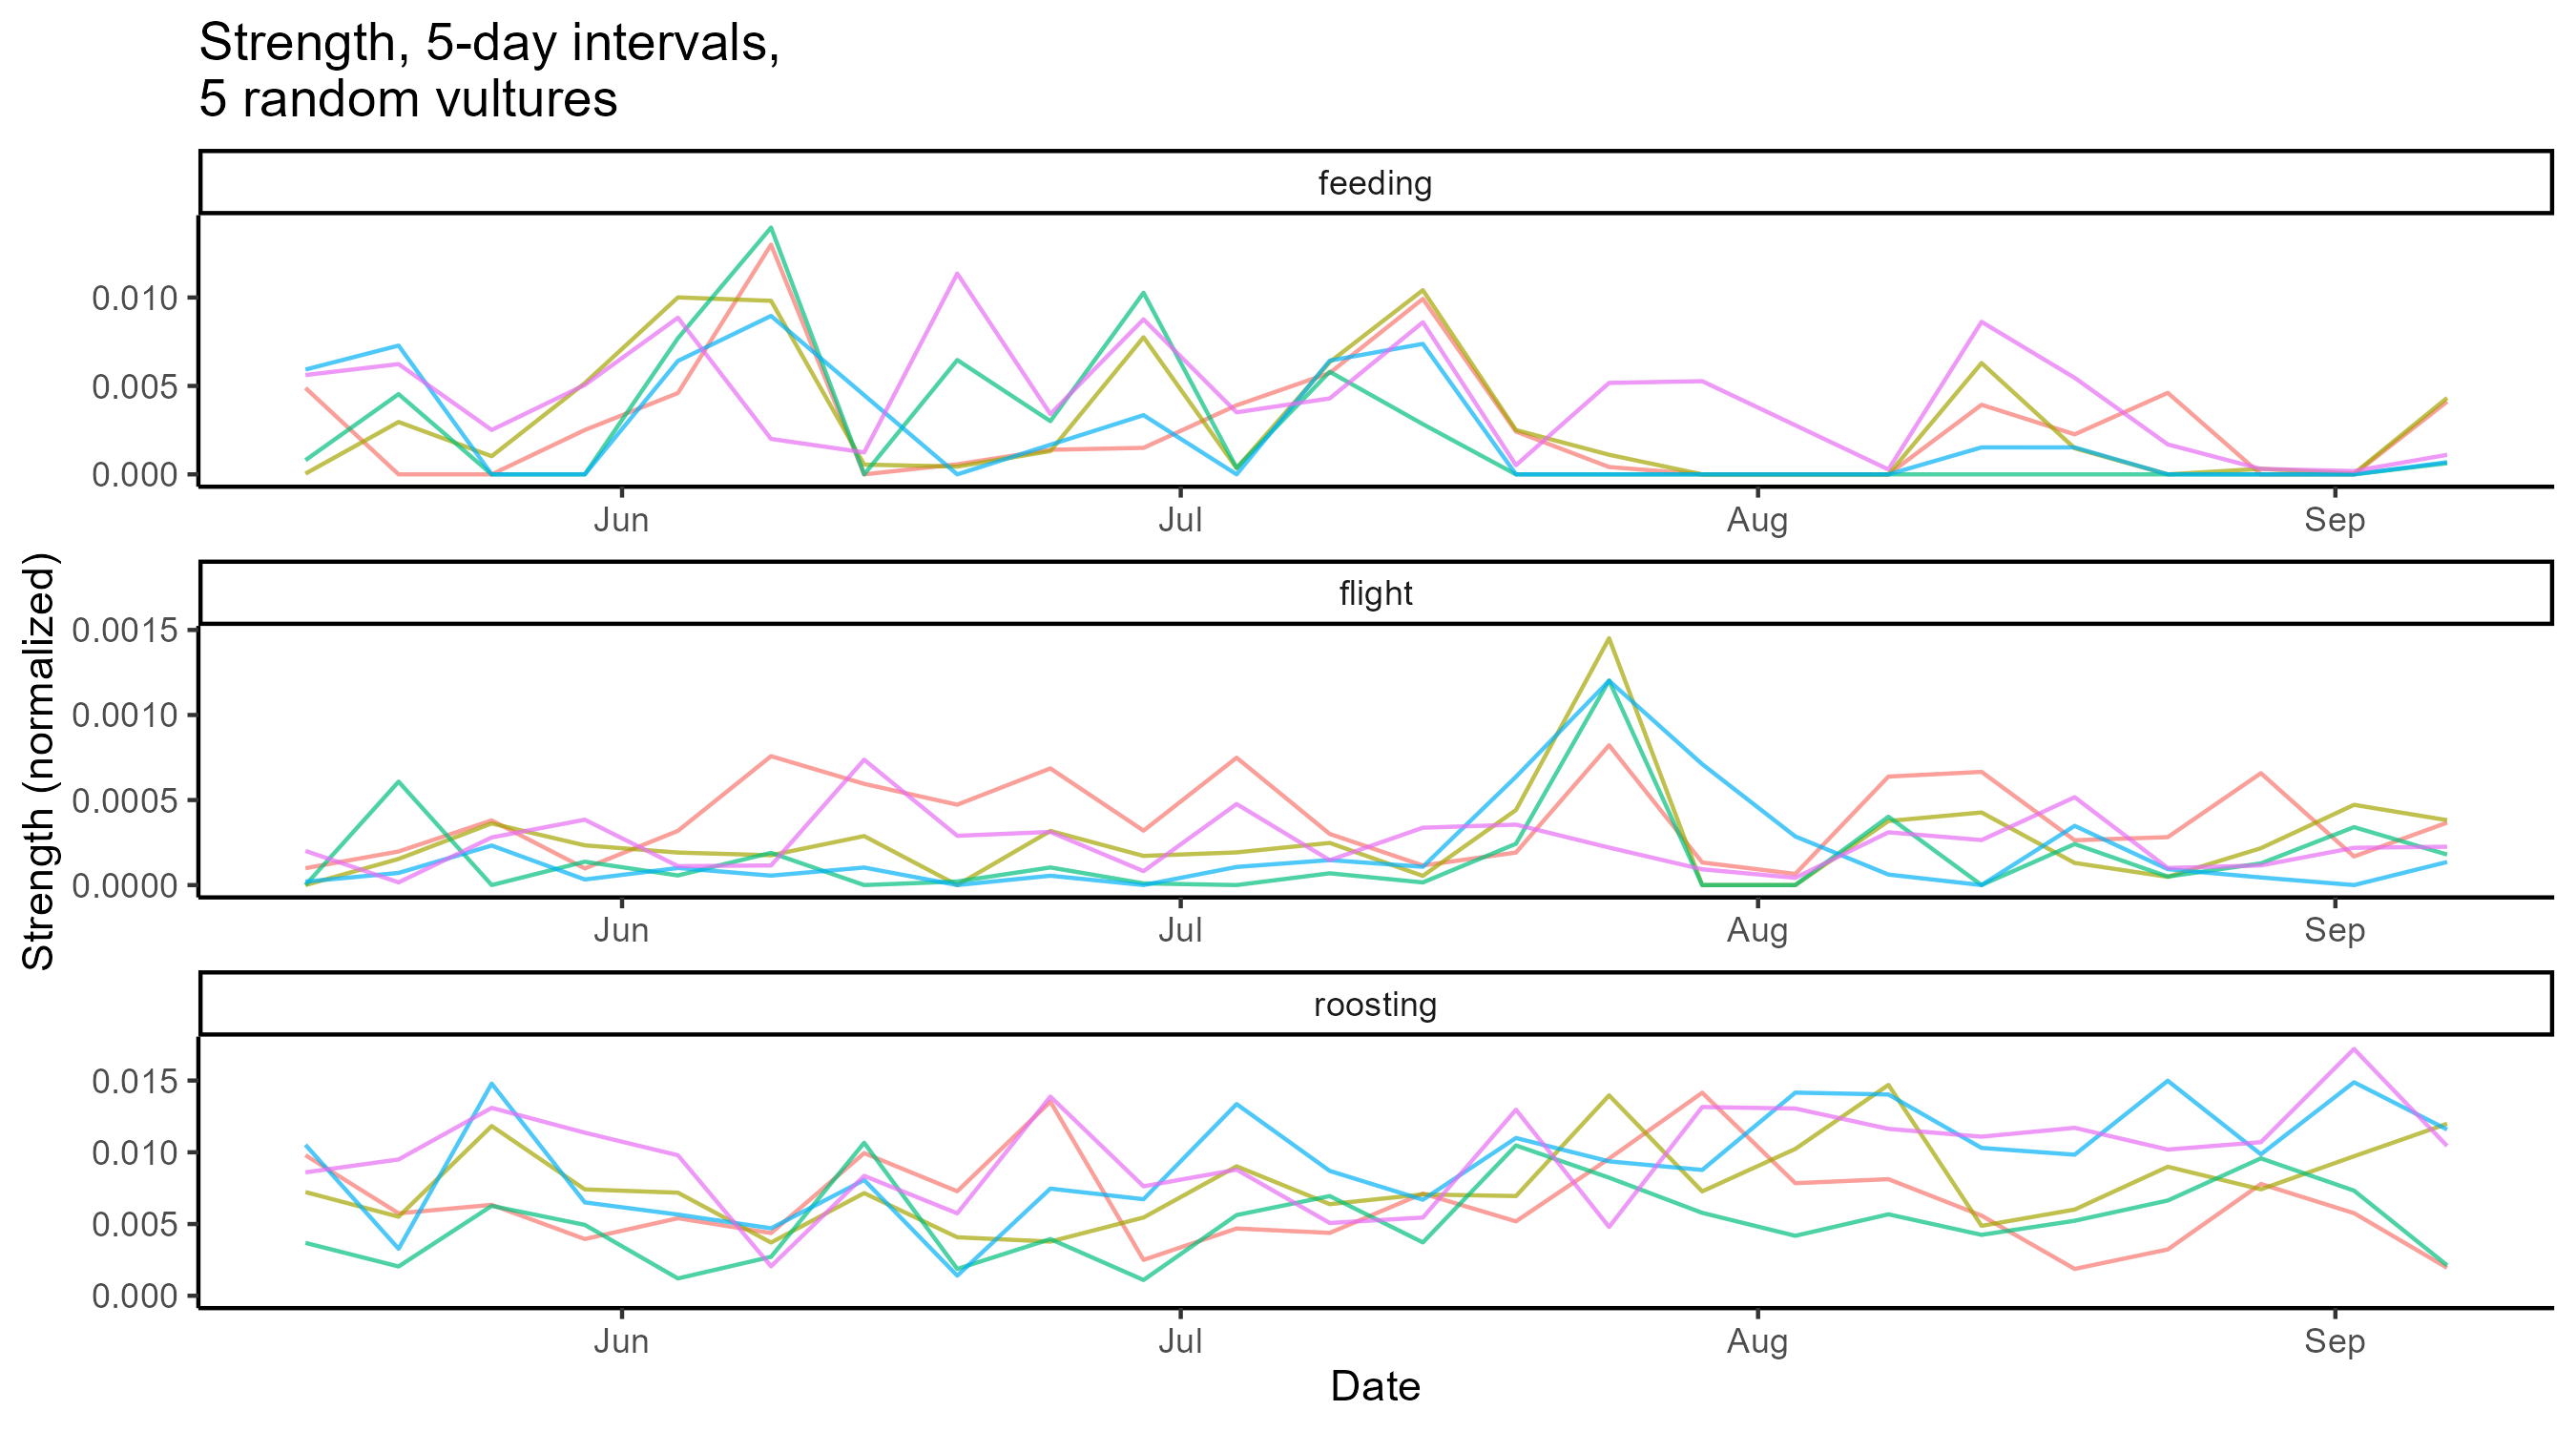 Strength, 5-day intervals,
5 random vultures
feeding
0.010
0.005
0.000
Jun Jul Aug Sep
Strength (normalized)
flight
0.0015
0.0010
0.0005
0.0000
Jun Jul Aug Sep
roosting
0.015
0.010
0.005
0.000
Jun Jul Aug Sep
Date